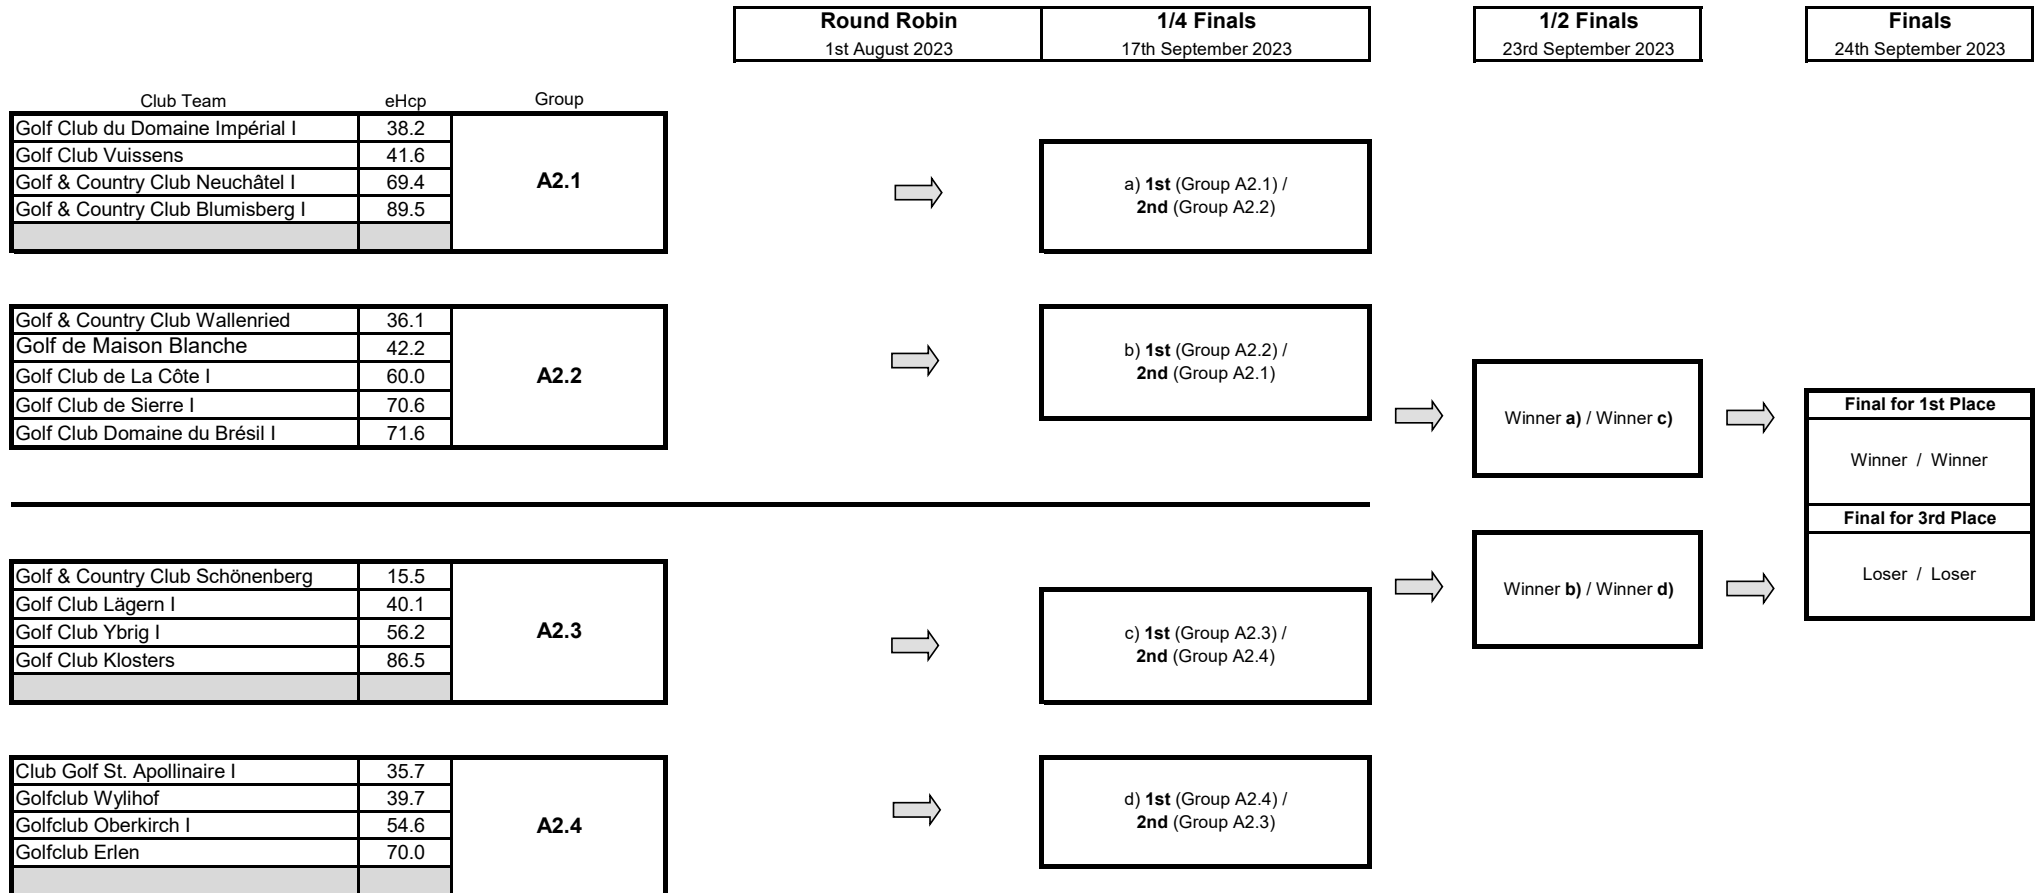 Round Robin
1st August 2023
1/4 Finals
17th September 2023
1/2 Finals
23rd September 2023
Finals
24th September 2023
Club Team eHcp Group
Golf Club du Domaine Impérial I 38.2
Golf Club Vuissens 41.6
Golf & Country Club Neuchâtel I 69.4
Golf & Country Club Blumisberg I 89.5
A2.1
a) 1st (Group A2.1) /
2nd (Group A2.2)
Golf & Country Club Wallenried 36.1
Golf de Maison Blanche 42.2
Golf Club de La Côte I 60.0
Golf Club de Sierre I 70.6
Golf Club Domaine du Brésil I 71.6
A2.2
b) 1st (Group A2.2) /
2nd (Group A2.1)
Winner a) / Winner c)
Final for 1st Place
Winner / Winner
Final for 3rd Place
Loser / Loser
Winner b) / Winner d)
Golf & Country Club Schönenberg 15.5
Golf Club Lägern I 40.1
Golf Club Ybrig I 56.2
Golf Club Klosters 86.5
A2.3
c) 1st (Group A2.3) /
2nd (Group A2.4)
Club Golf St. Apollinaire I 35.7
Golfclub Wylihof 39.7
Golfclub Oberkirch I 54.6
Golfclub Erlen 70.0
A2.4
d) 1st (Group A2.4) /
2nd (Group A2.3)